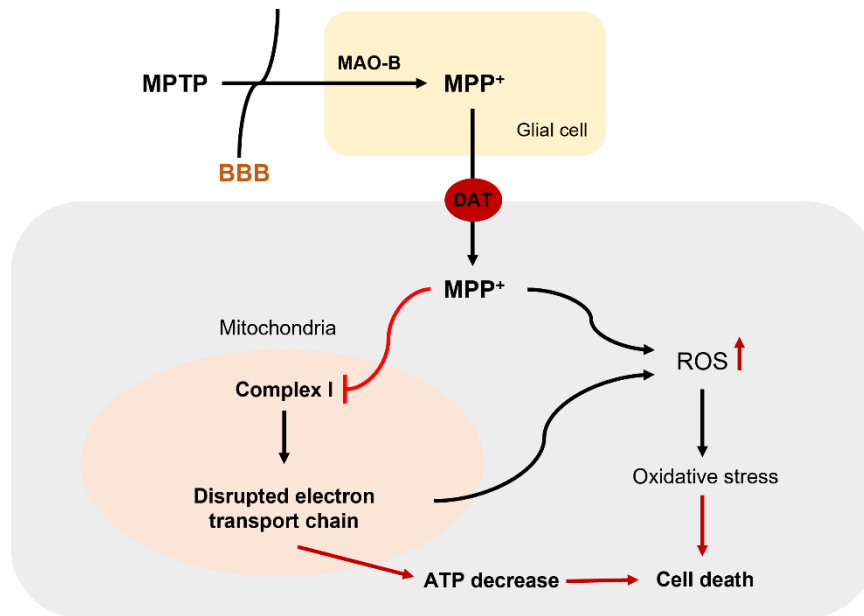 MAO-B
MPTP
MPP⁺
Glial cell
BBB
DAT
MPP⁺
Mitochondria
ROS
Complex I
Oxidative stress
Disrupted electron
transport chain
ATP decrease
Cell death